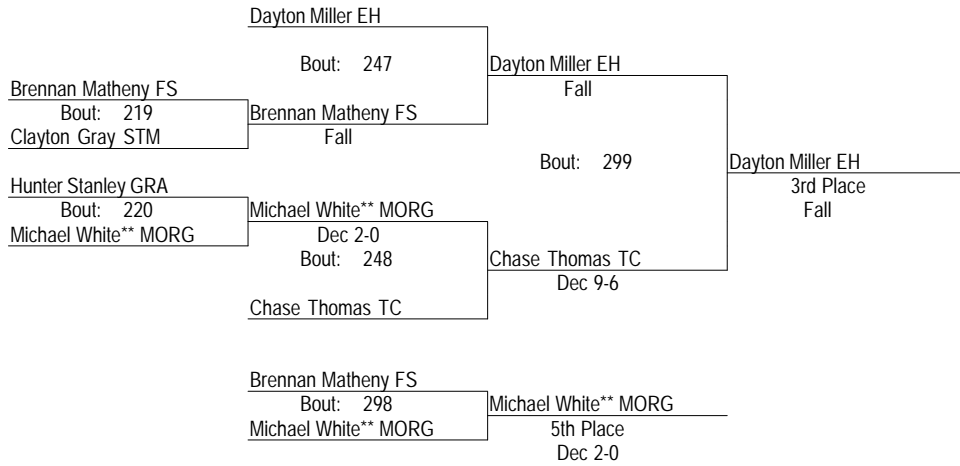 Dayton Miller EH
Bout: 247
Dayton Miller EH
Fall
Brennan Matheny FS
Bout: 219
Brennan Matheny FS
Clayton Gray STM
Fall
Bout: 299
Dayton Miller EH
3rd Place
Fall
Hunter Stanley GRA
Bout: 220
Michael White** MORG
Michael White** MORG
Dec 2-0
Bout: 248
Chase Thomas TC
Dec 9-6
Chase Thomas TC
Brennan Matheny FS
Bout: 298
Michael White** MORG
Michael White** MORG
5th Place
Dec 2-0